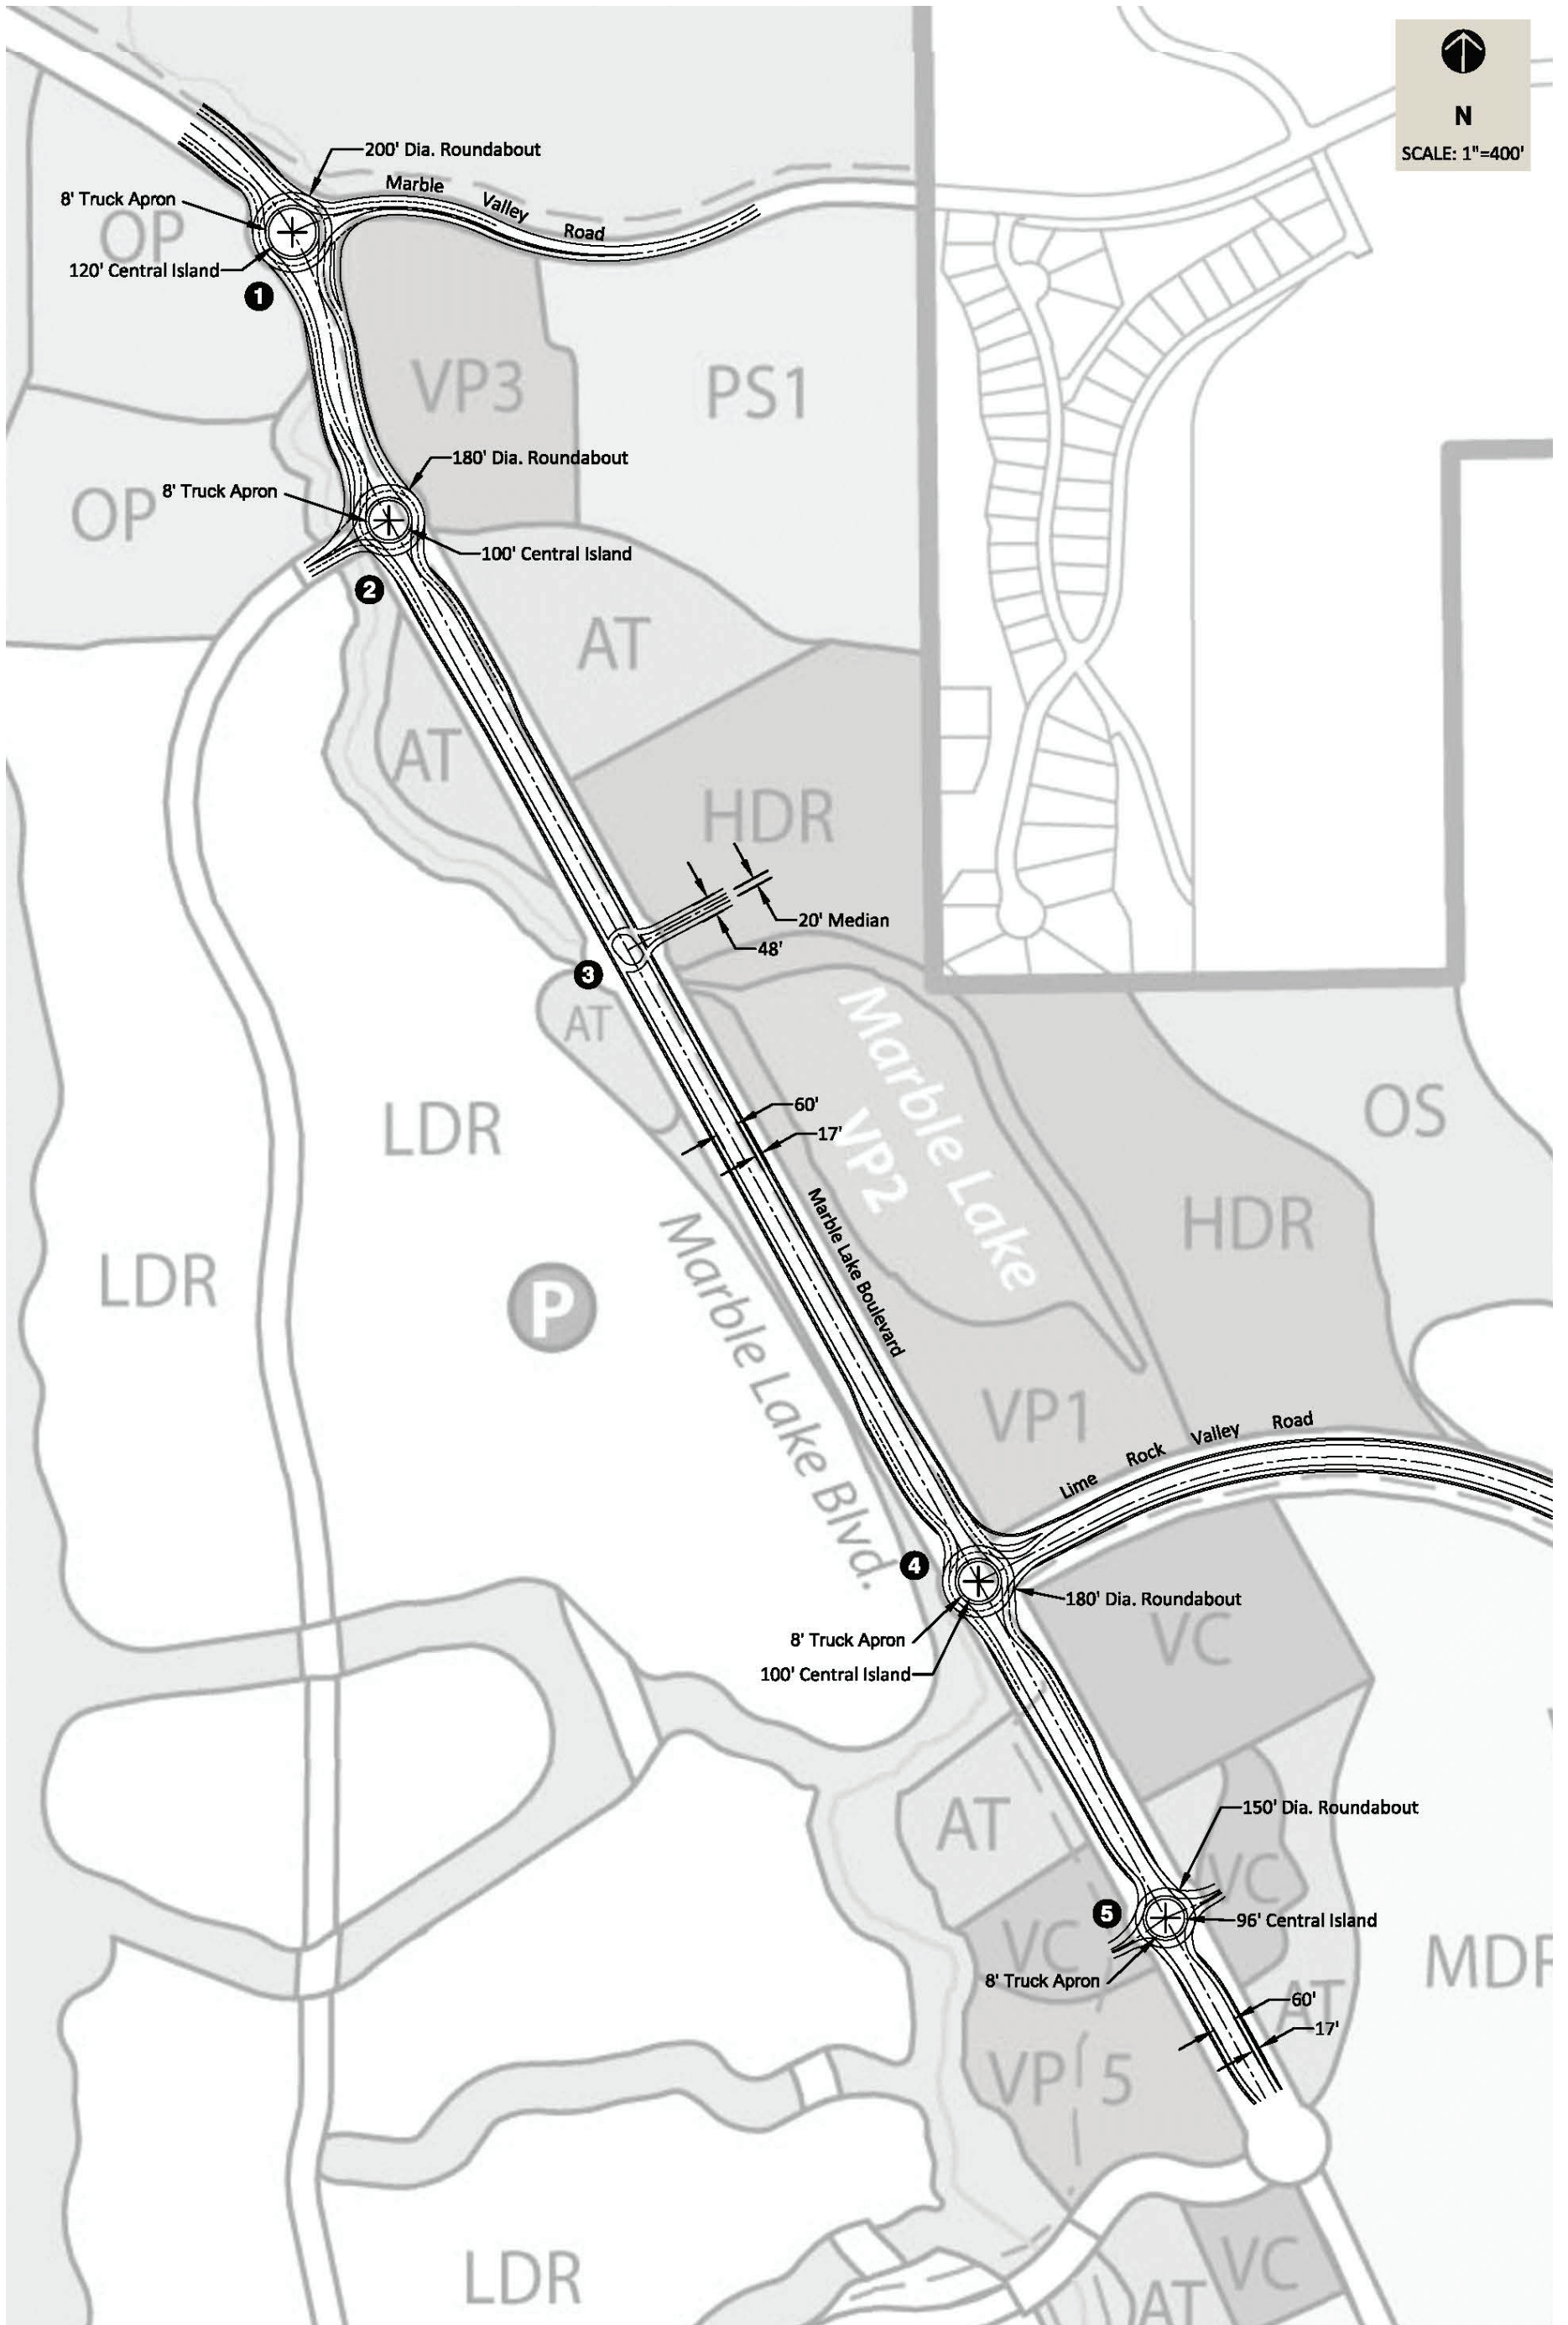 N
SCALE: 1"=400'
200' Dia. Roundabout
Marble Valley Road
8' Truck Apron
OP
120' Central Island
1
VP3
PS1
180' Dia. Roundabout
8' Truck Apron
OP
100' Central Island
2
AT
AT
HDR
20' Median
48'
3
AT
Marble Lake
VP2
60'
17'
OS
LDR
Marble Lake Boulevard
HDR
LDR
P
Marble Lake Blvd.
VP1
Lime Rock Valley Road
4
180' Dia. Roundabout
VC
8' Truck Apron
100' Central Island
AT
150' Dia. Roundabout
VC
5
96' Central Island
VC
MDR
8' Truck Apron
60'
AT
17'
VP 5
LDR
VC
AT